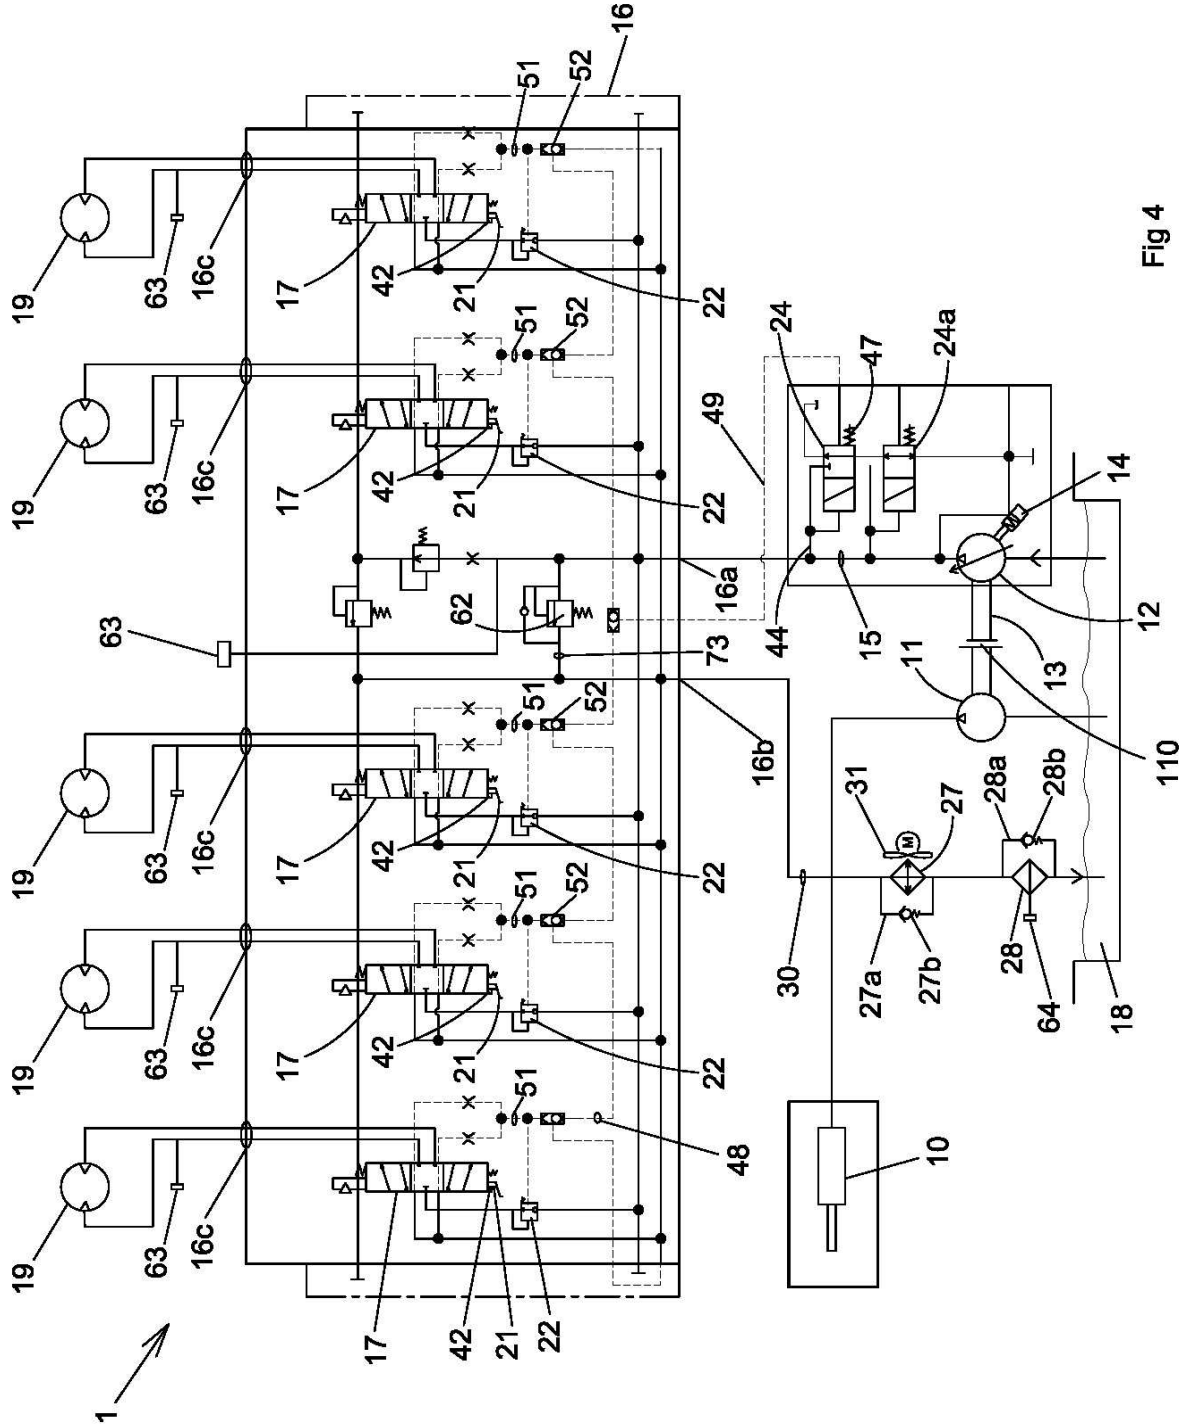 19 19 19 19 19
1
63
63 63 63 63 63
16c 16c 16c 16c 16c
17 17 17 17
17
42 42 42 42
42 21 21 62 21 21
21
51 51 51 51 51
22
52 52 52 52
16
48 22 22 73 16a 22 49 22
16b
44 24
30
27a 31 15 47
M
27b 11
10 24a
27
28 28a
64 28b 13
18 110 12 14
Fig 4